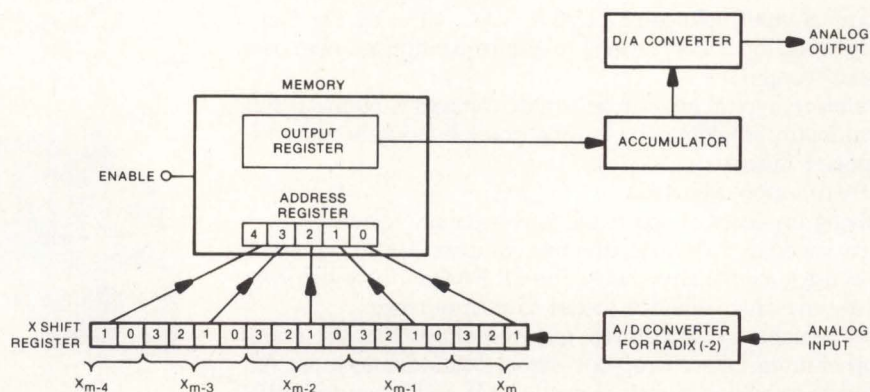 D/A CONVERTER
ANALOG
OUTPUT
MEMORY
OUTPUT
REGISTER
ACCUMULATOR
ENABLE
ADDRESS
REGISTER
4 3 2 1 0
X SHIFT
REGISTER
1 0 3 2 1 0 3 2 1 0 3 2 1 0 3 2 1
A/D CONVERTER
FOR RADIX (-2)
ANALOG
INPUT
Xm-4 Xm-3 Xm-2 Xm-1 Xm